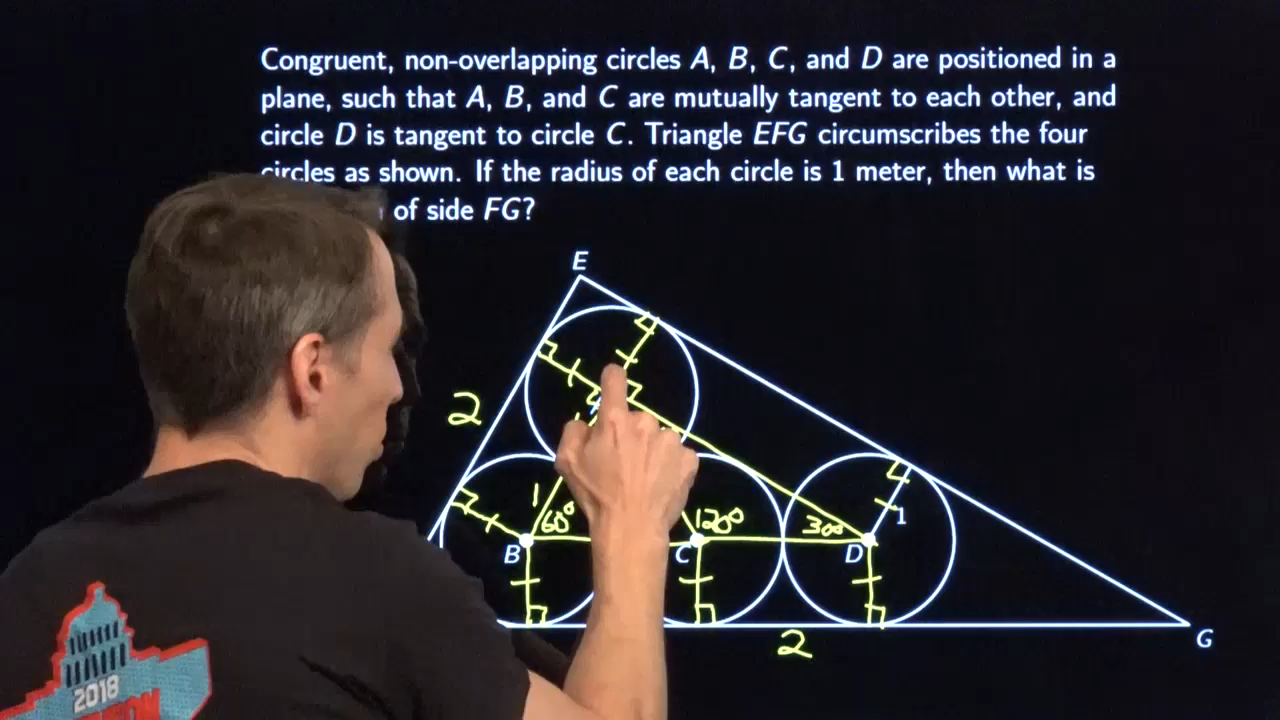 Congruent, non-overlapping circles A, B, C, and D are positioned in a
plane, such that A, B, and C are mutually tangent to each other, and
circle D is tangent to circle C. Triangle EFG circumscribes the four
circles as shown. If the radius of each circle is 1 meter, then what is
of side FG?
E
2
1
60°
120°
30°
1
B
C
D
2
G
2018